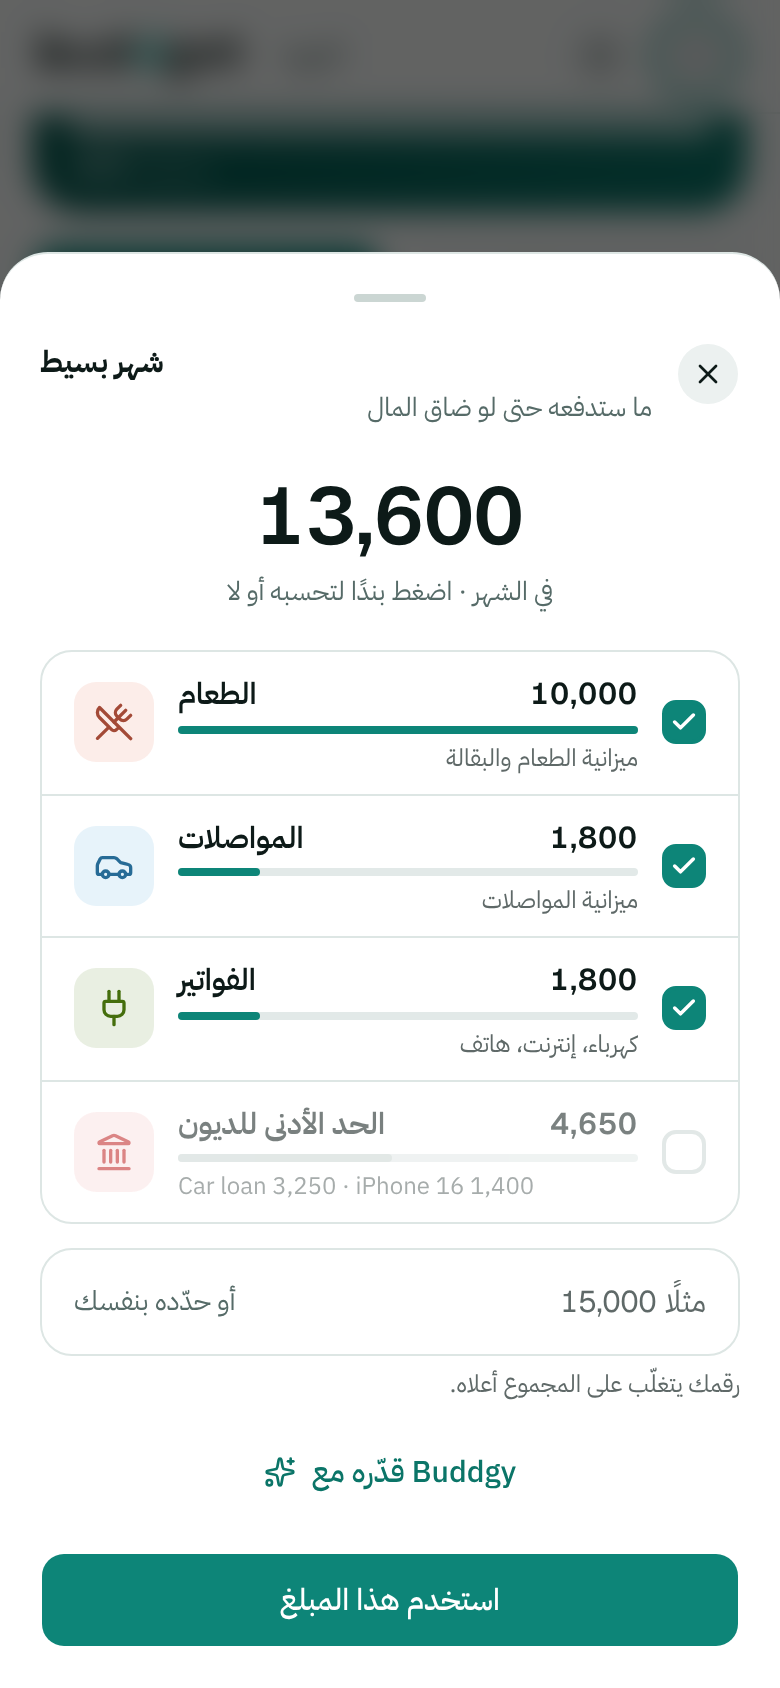 شهر بسيط
ما ستدفعه حتى لو ضاق المال
13,600
في الشهر · اضغط بندًا لتحسبه أو لا
الطعام
10,000
ميزانية الطعام والبقالة
المواصلات
1,800
ميزانية المواصلات
الفواتير
1,800
كهرباء، إنترنت، هاتف
الحد الأدنى للديون
4,650
Car loan 3,250 · iPhone 16 1,400
أو حدّده بنفسك
مثلًا 15,000
رقمك يتغلّب على المجموع أعلاه.
قدّره مع Buddgy
استخدم هذا المبلغ